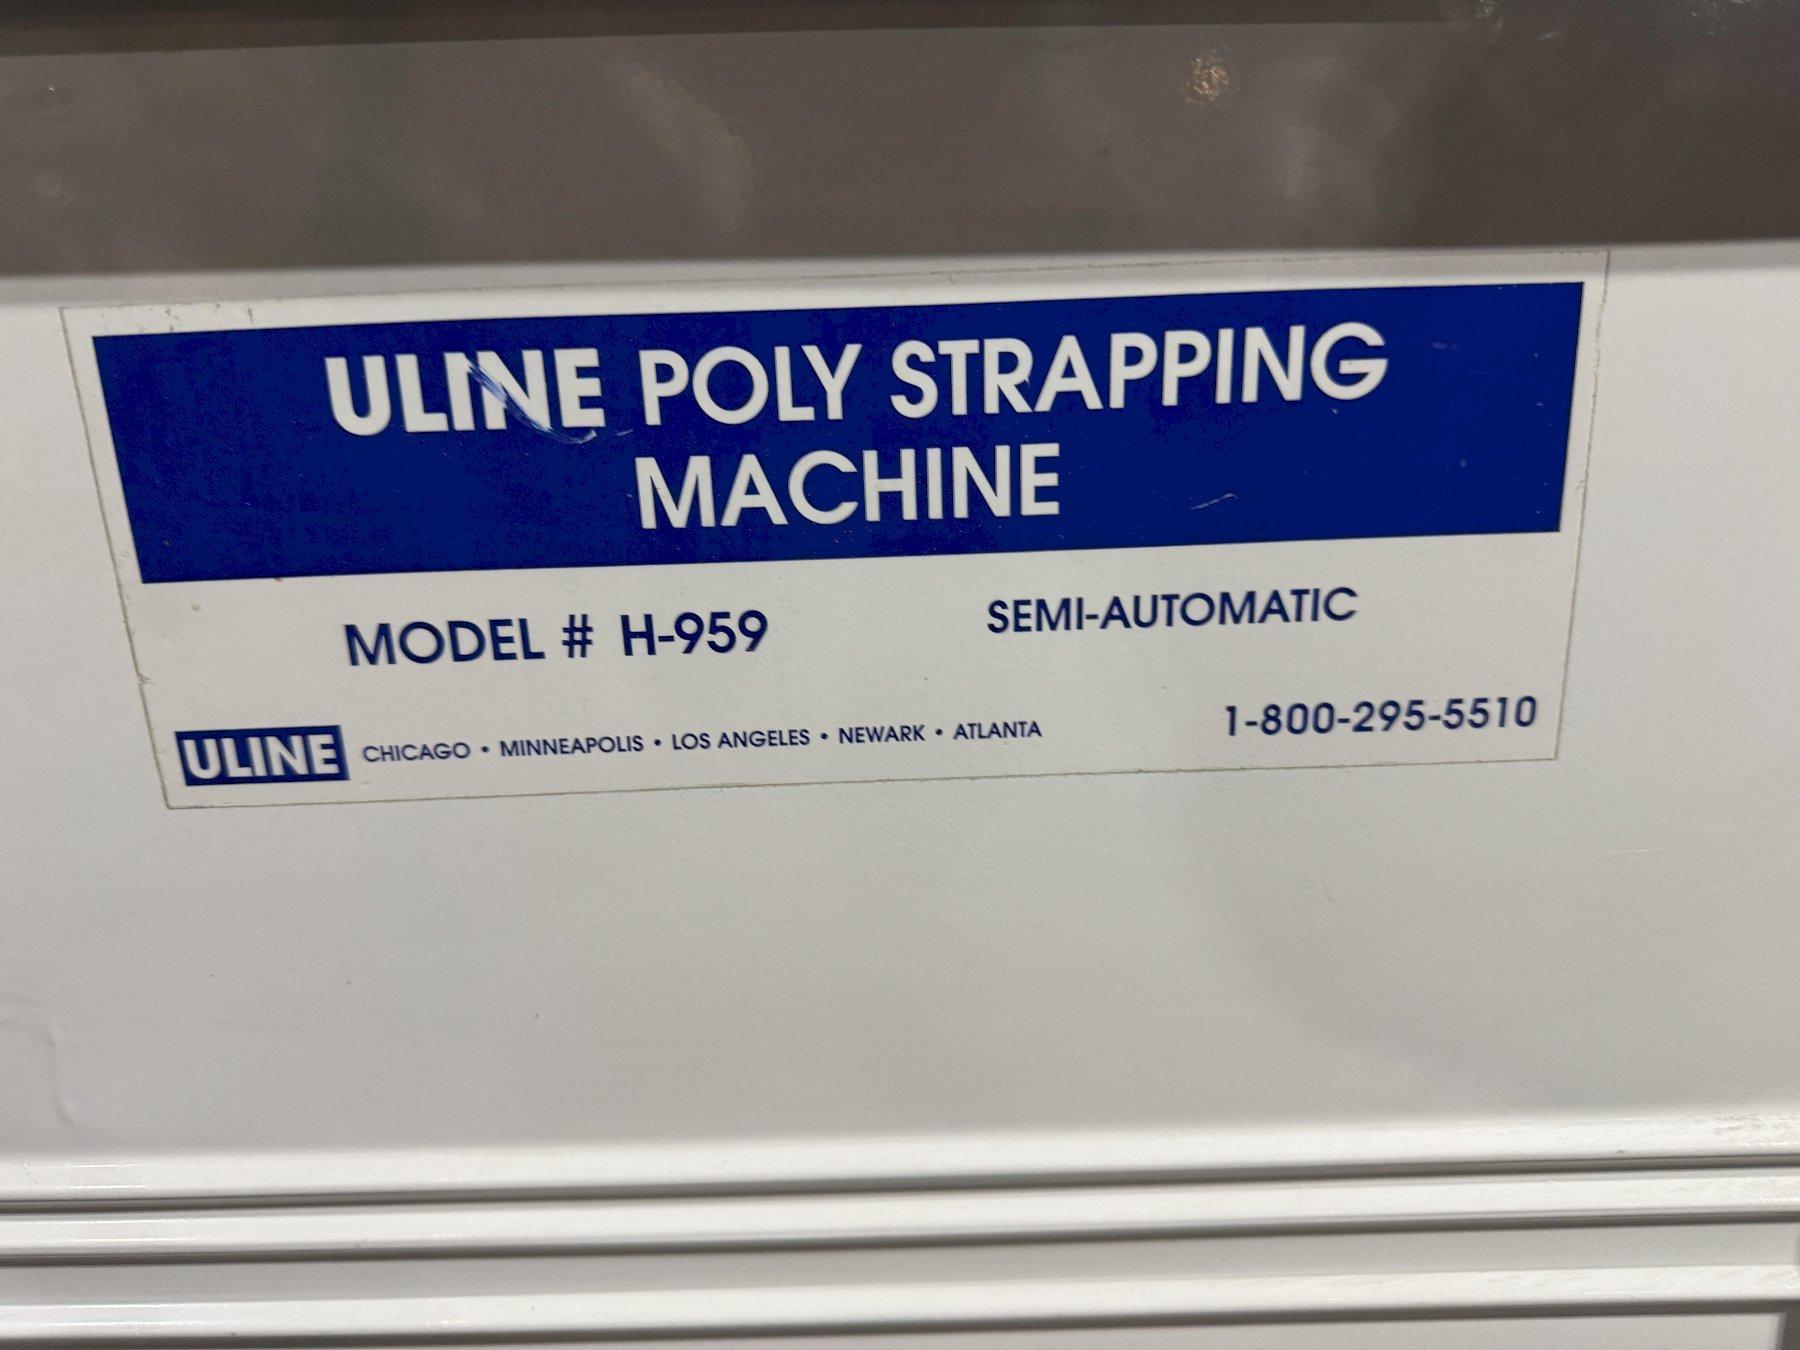 ULINE POLY STRAPPING
MACHINE
MODEL # H-959
SEMI-AUTOMATIC
ULINE
CHICAGO • MINNEAPOLIS • LOS ANGELES • NEWARK • ATLANTA
1-800-295-5510